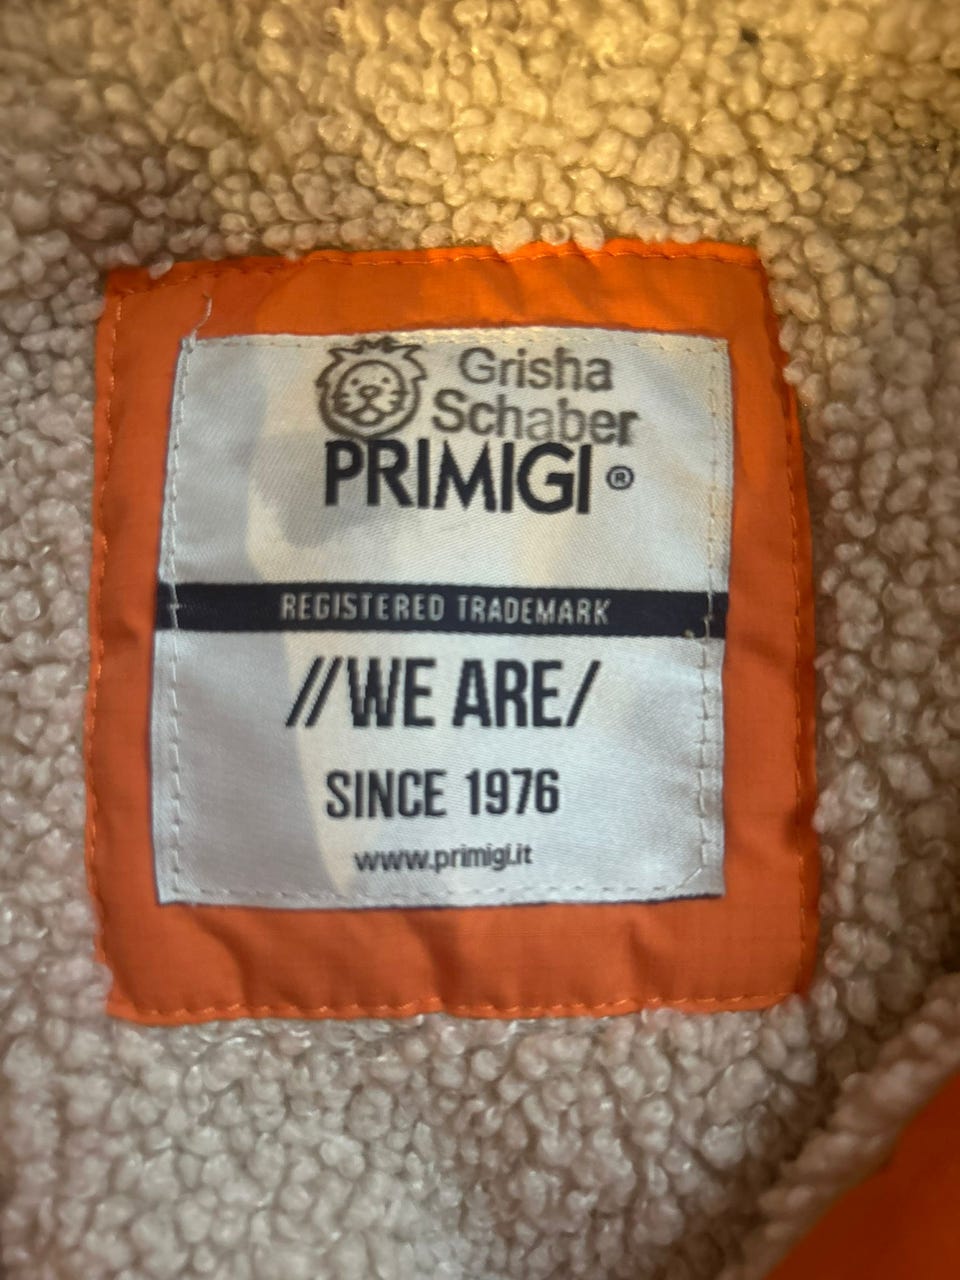 Grisha
Schaber
PRIMIGI ®
REGISTERED TRADEMARK
//WE ARE/
SINCE 1976
www.primigi.it